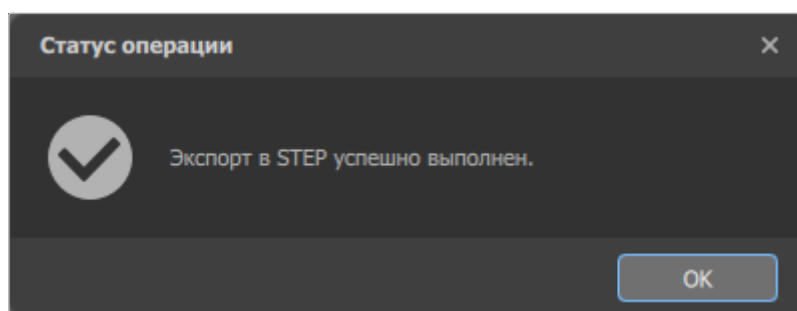 Статус операции
Экспорт в STEP успешно выполнен.
OK